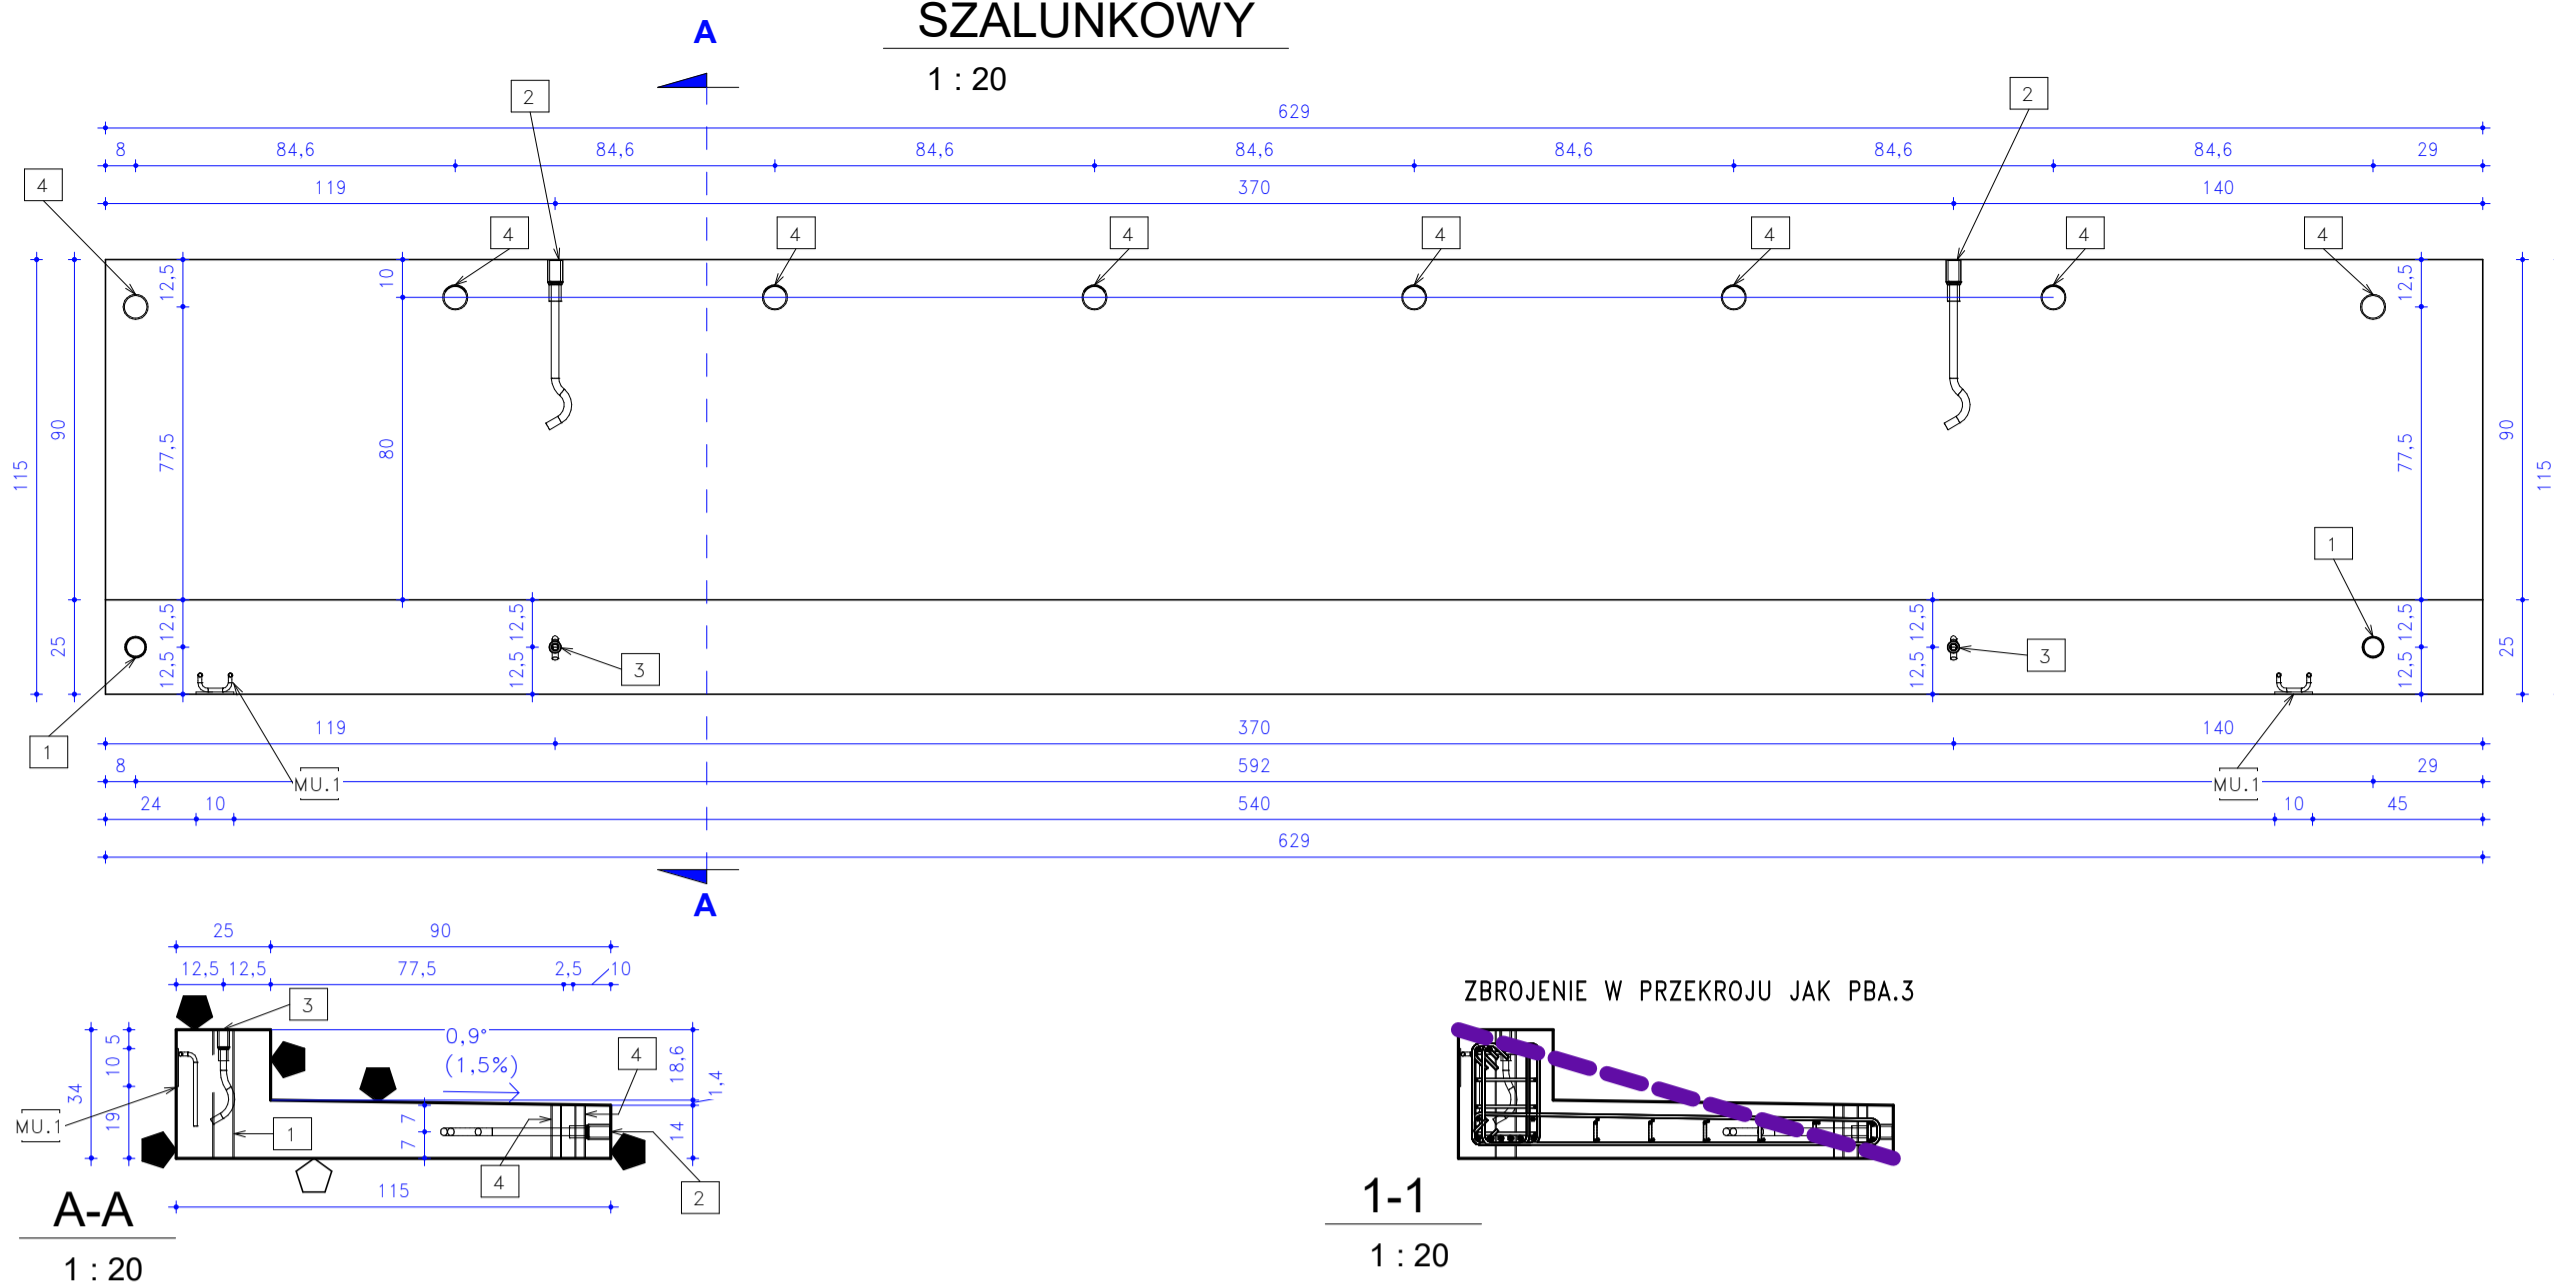 SZALUNKOWY
1 : 20
A
2
2
629
8 84,6 84,6 84,6 84,6 84,6 84,6 84,6 29
119 370 140
4
4 4 4 4 4 4 4
12,5 10 12,5
115 90 77,5 80 77,5 90 115
1
25 12,5 12,5 12,5 12,5 25
12,5 12,5 12,5 12,5
3 3
1
119 370 140
MU.1 MU.1
8 592 29
24 10 540 10 45
629
A
25 90
12,5 12,5 77,5 2,5 10
3
0,9°
(1,5%)
4
34 5 10 19
18,6 1,4
MU.1
1
7 7 14
4
2
115
A-A
1 : 20
ZBROJENIE W PRZEKROJU JAK PBA.3
1-1
1 : 20